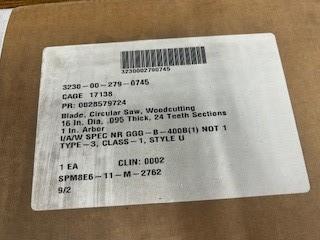 3230002790745
3230-00-279-0745
CAGE 17138
PR: 0028579724
Blade, Circular Saw, Woodcutting
16 In. Dia, .095 Thick, 24 Teeth Sections
1 In. Arbor
I/A/W SPEC NR GGG-B-400B(1) NOT 1
TYPE-3, CLASS-1, STYLE U
1 EA CLIN: 0002
SPM8E6-11-M-2762
9/2